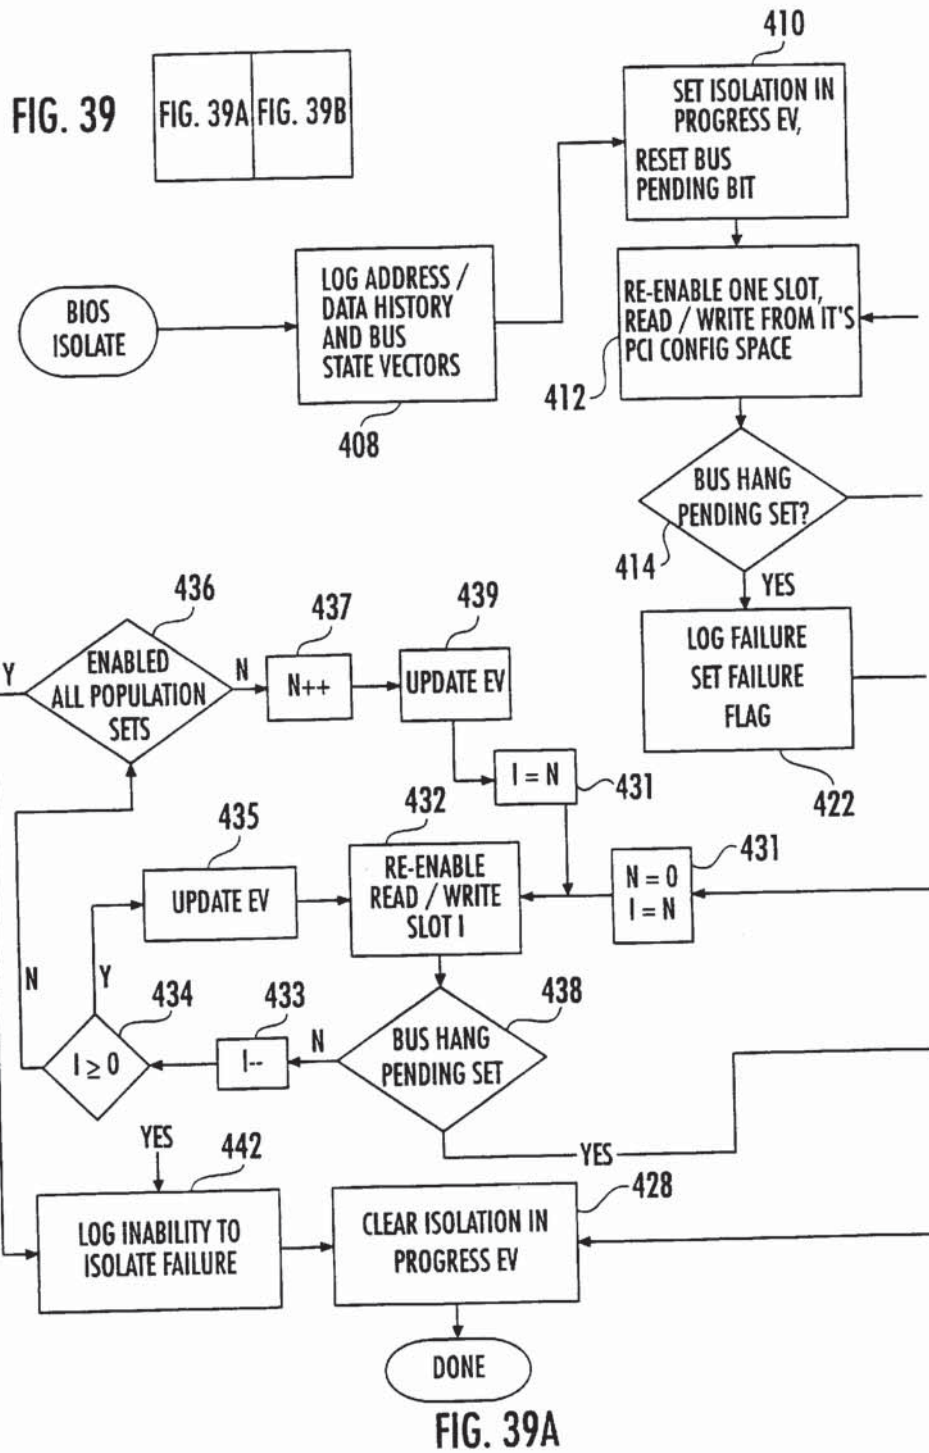 FIG. 39
FIG. 39A
FIG. 39B
410
SET ISOLATION IN
PROGRESS EV,
RESET BUS
PENDING BIT
BIOS
ISOLATE
LOG ADDRESS /
DATA HISTORY
AND BUS
STATE VECTORS
408
RE-ENABLE ONE SLOT,
READ / WRITE FROM IT'S
PCI CONFIG SPACE
412
BUS HANG
PENDING SET?
414
YES
LOG FAILURE
SET FAILURE
FLAG
422
436
Y
ENABLED
ALL POPULATION
SETS
N
437
N++
439
UPDATE EV
I = N
431
435
UPDATE EV
432
RE-ENABLE
READ / WRITE
SLOT I
431
N = 0
I = N
N
Y
434
I ≥ 0
433
I--
N
438
BUS HANG
PENDING SET
YES
YES
442
LOG INABILITY TO
ISOLATE FAILURE
428
CLEAR ISOLATION IN
PROGRESS EV
DONE
FIG. 39A